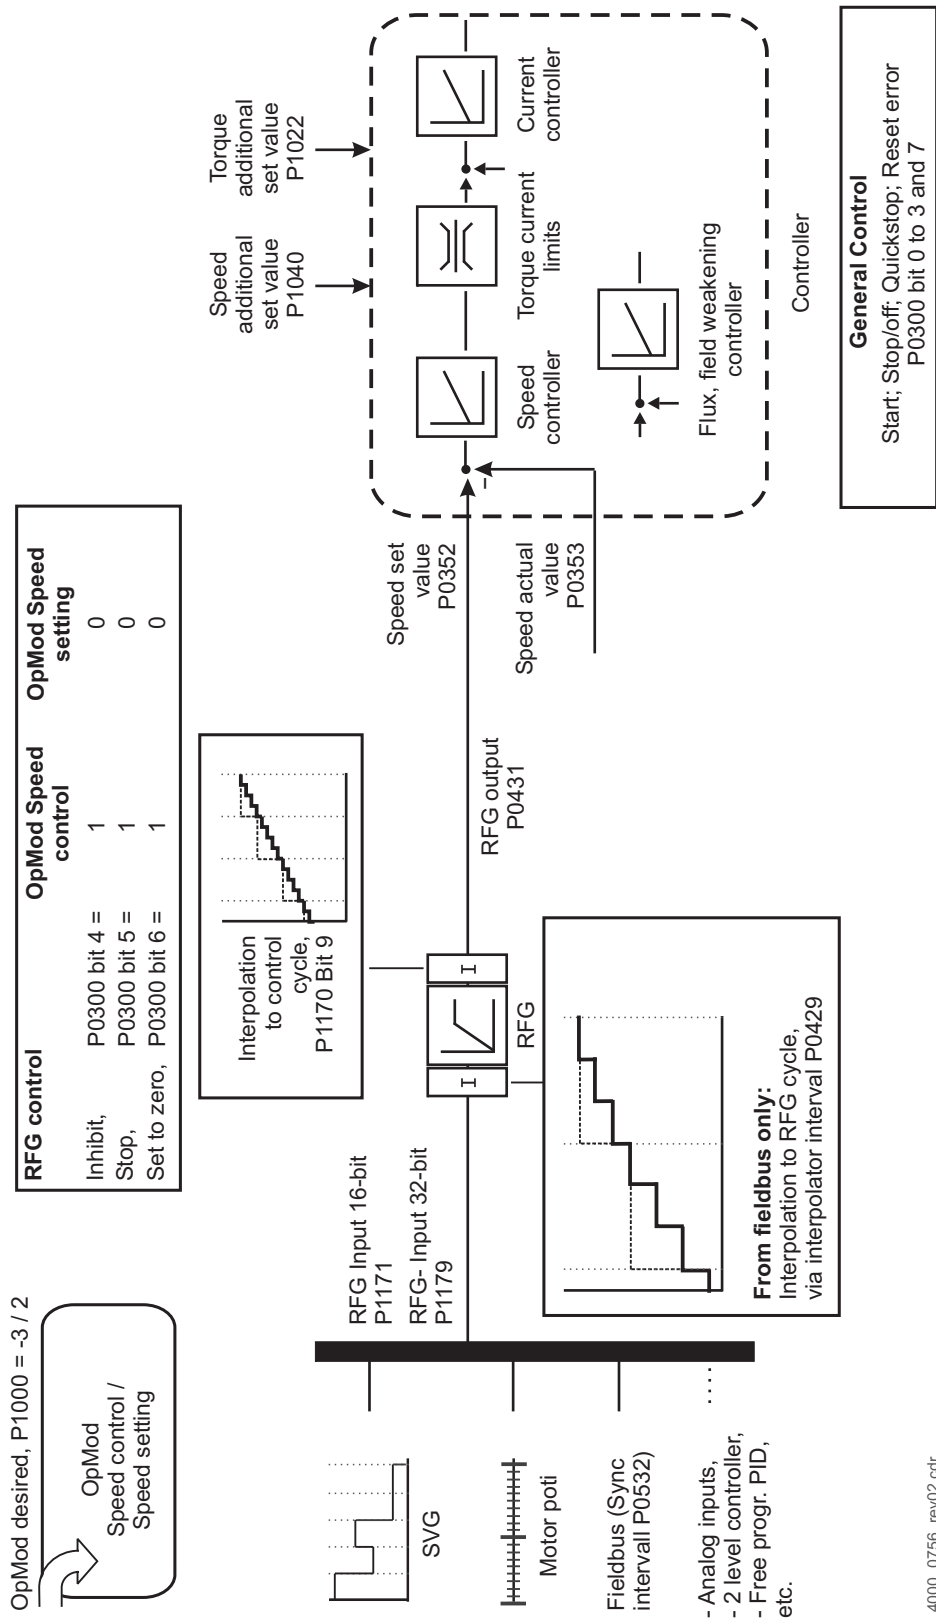 OpMod desired, P1000 = -3 / 2
OpMod
Speed control /
Speed setting
RFG control
OpMod Speed
control
OpMod Speed
setting
Inhibit, P0300 bit 4 = 1 0
Stop, P0300 bit 5 = 1 0
Set to zero, P0300 bit 6 = 1 0
SVG
Motor poti
Fieldbus (Sync
intervall P0532)
- Analog inputs,
- 2 level controller,
- Free progr. PID,
etc.
RFG Input 16-bit
P1171
RFG- Input 32-bit
P1179
Interpolation
to control
cycle,
P1170 Bit 9
I
I
RFG
From fieldbus only:
Interpolation to RFG cycle,
via interpolator interval P0429
RFG output
P0431
Speed set
value
P0352
Speed actual
value
P0353
–
Speed
additional
set value
P1040
Torque
additional
set value
P1022
Speed
controller
Torque current
limits
Current
controller
Flux, field weakening
controller
Controller
General Control
Start; Stop/off; Quickstop; Reset error
P0300 bit 0 to 3 and 7
4000_0756_rev02.cdr